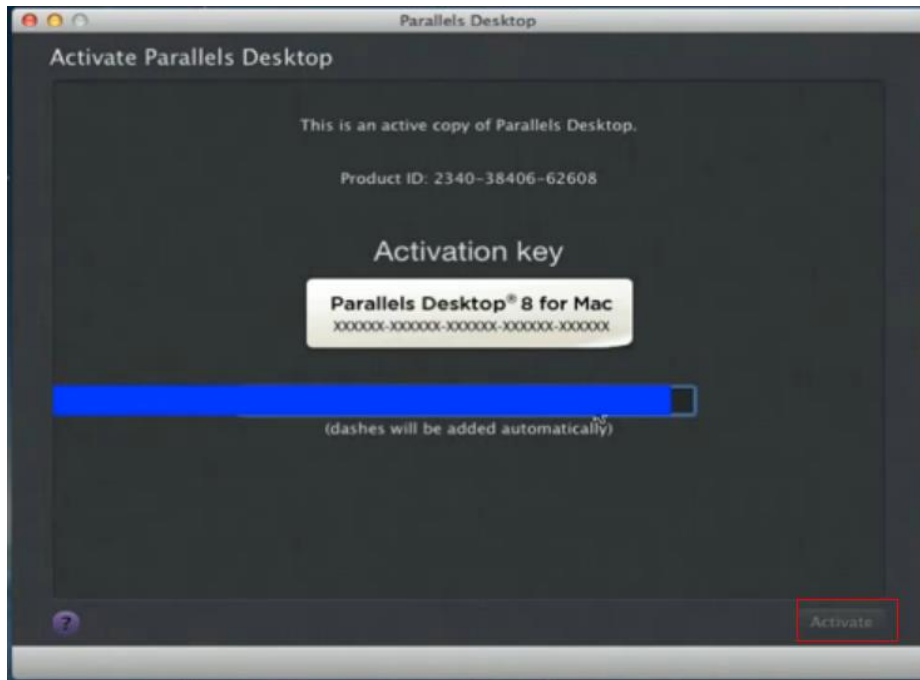 Parallels Desktop
Activate Parallels Desktop
This is an active copy of Parallels Desktop.
Product ID: 2340-38406-62608
Activation key
Parallels Desktop® 8 for Mac
XXXXXX-XXXXXX-XXXXXX-XXXXXX-XXXXXX
(dashes will be added automatically)
?
Activate